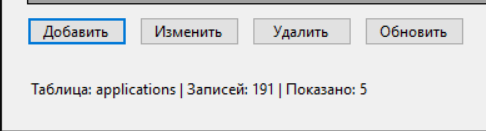 Добавить Изменить Удалить Обновить
Таблица: applications | Записей: 191 | Показано: 5